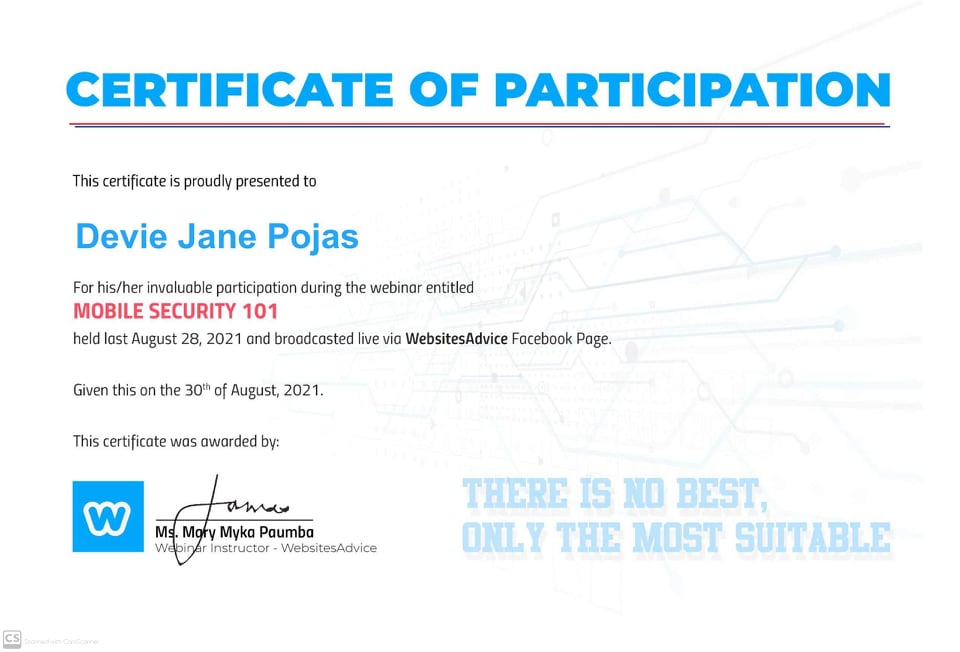 CERTIFICATE OF PARTICIPATION
This certificate is proudly presented to
Devie Jane Pojas
For his/her invaluable participation during the webinar entitled
MOBILE SECURITY 101
held last August 28, 2021 and broadcasted live via WebsitesAdvice Facebook Page.
Given this on the 30th of August, 2021.
This certificate was awarded by:
W
Ms. Mary Myka Paumba
Webinar Instructor - WebsitesAdvice
THERE IS NO BEST,
ONLY THE MOST SUITABLE
CS Scanned with CamScanner